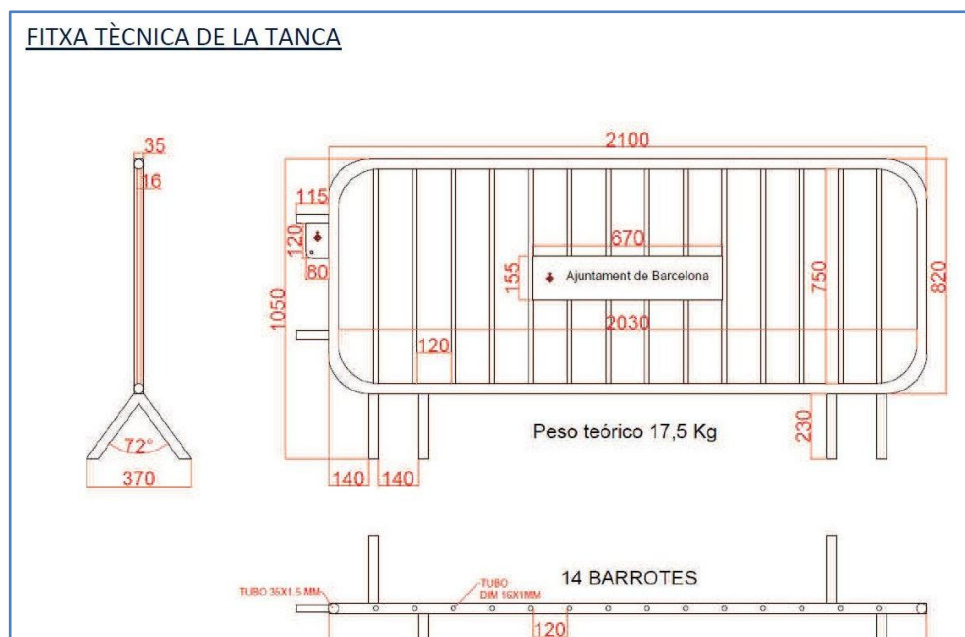 FITXA TÈCNICA DE LA TANCA
35
2100
16
115
120
80
670
155
Ajuntament de Barcelona
750
820
1050
2030
120
72°
370
Peso teórico 17,5 Kg
230
140
140
14 BARROTES
TUBO 35X1.5 MM
TUBO
DIM 16X1MM
120